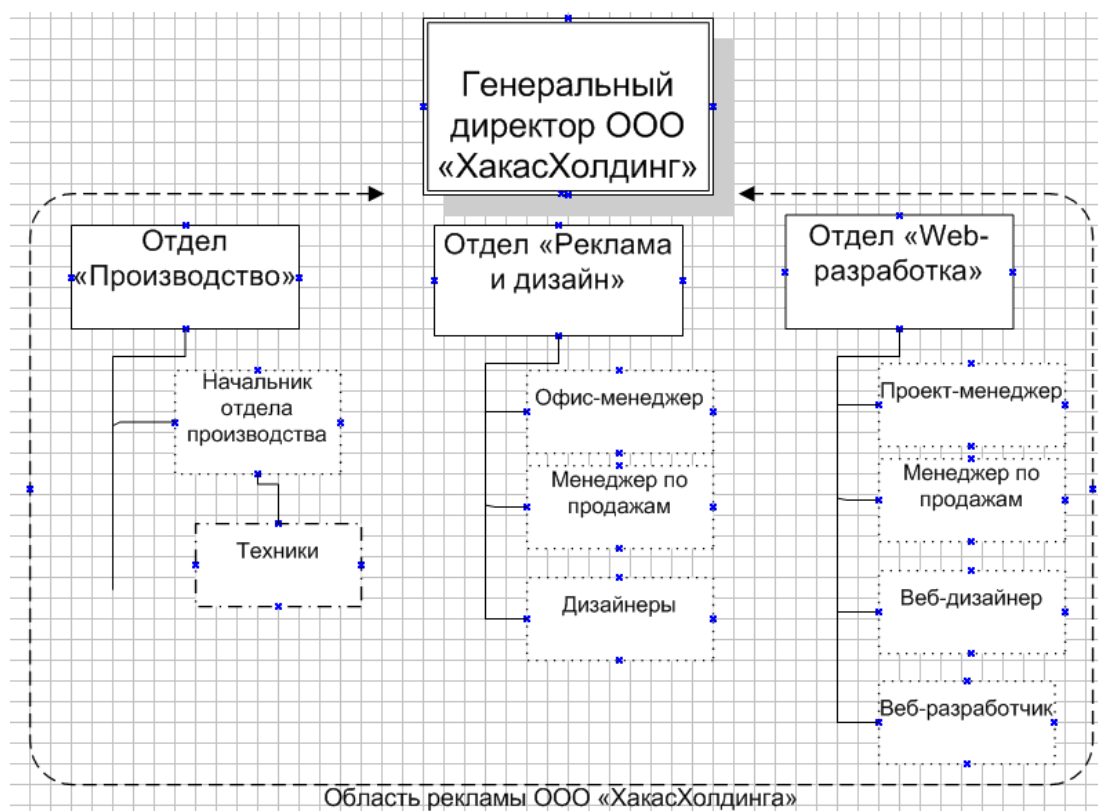 Генеральный
директор ООО
«ХакасХолдинг»
Отдел
«Производство»
Начальник
отдела
производства
Техники
Отдел «Реклама
и дизайн»
Офис-менеджер
Менеджер по
продажам
Дизайнеры
Отдел «Web-
разработка»
Проект-менеджер
Менеджер по
продажам
Веб-дизайнер
Веб-разработчик
Область рекламы ООО «ХакасХолдинга»